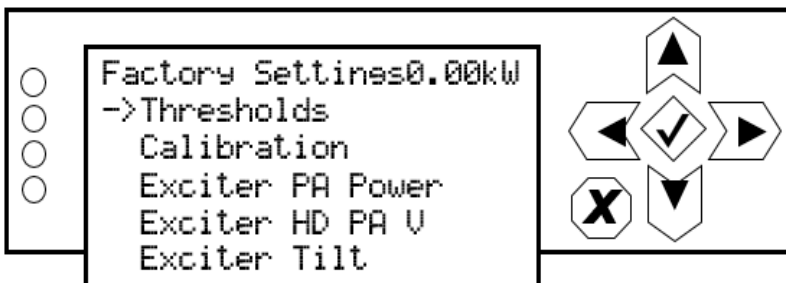 Factory Settings0.00kW
->Thresholds
Calibration
Exciter PA Power
Exciter HD PA V
Exciter Tilt
X